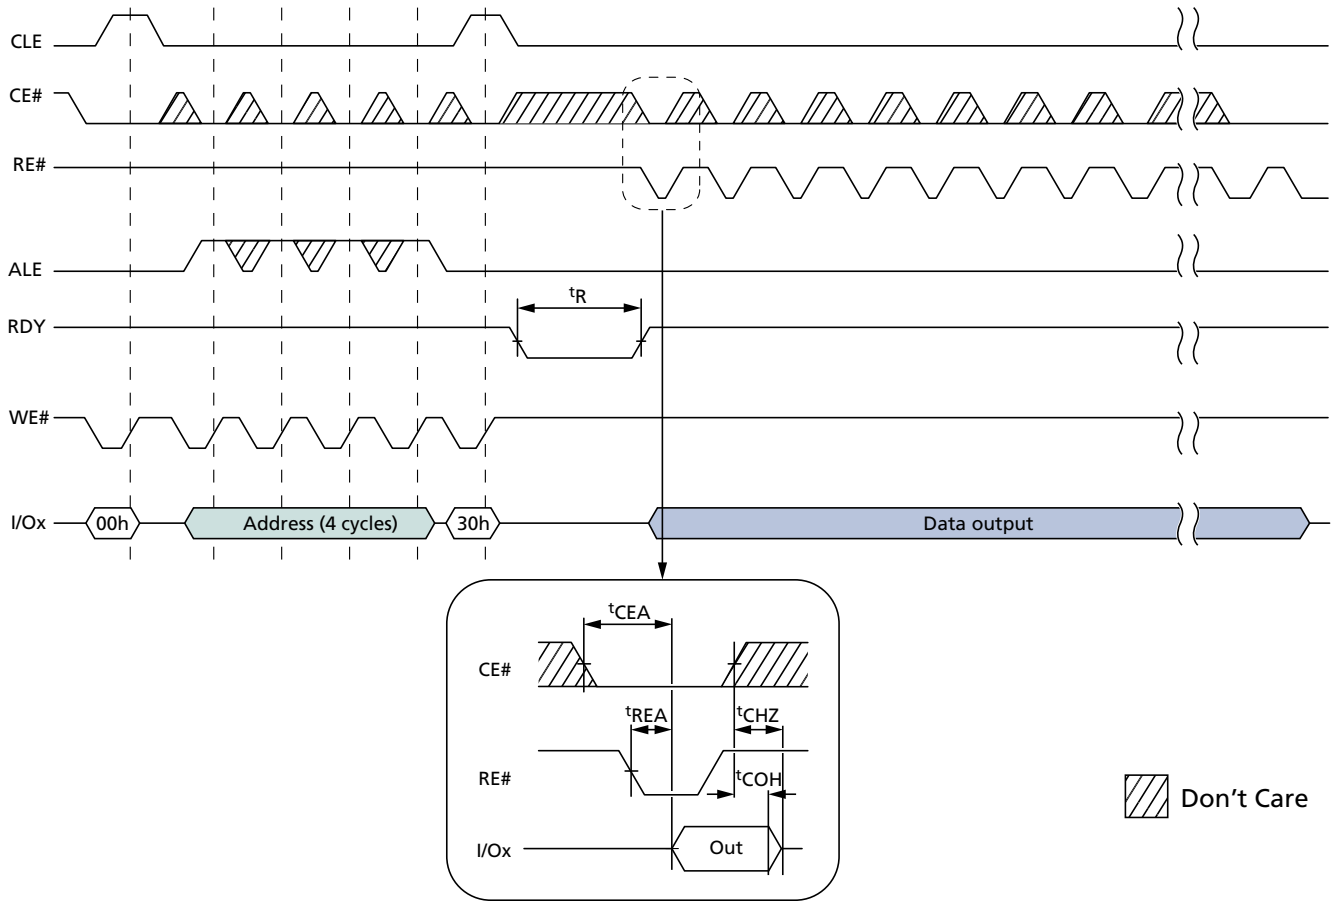 CLE
CE#
RE#
ALE
tR
RDY
WE#
I/Ox
00h
Address (4 cycles)
30h
Data output
tCEA
CE#
tREA
tCHZ
RE#
tCOH
I/Ox
Out
Don't Care